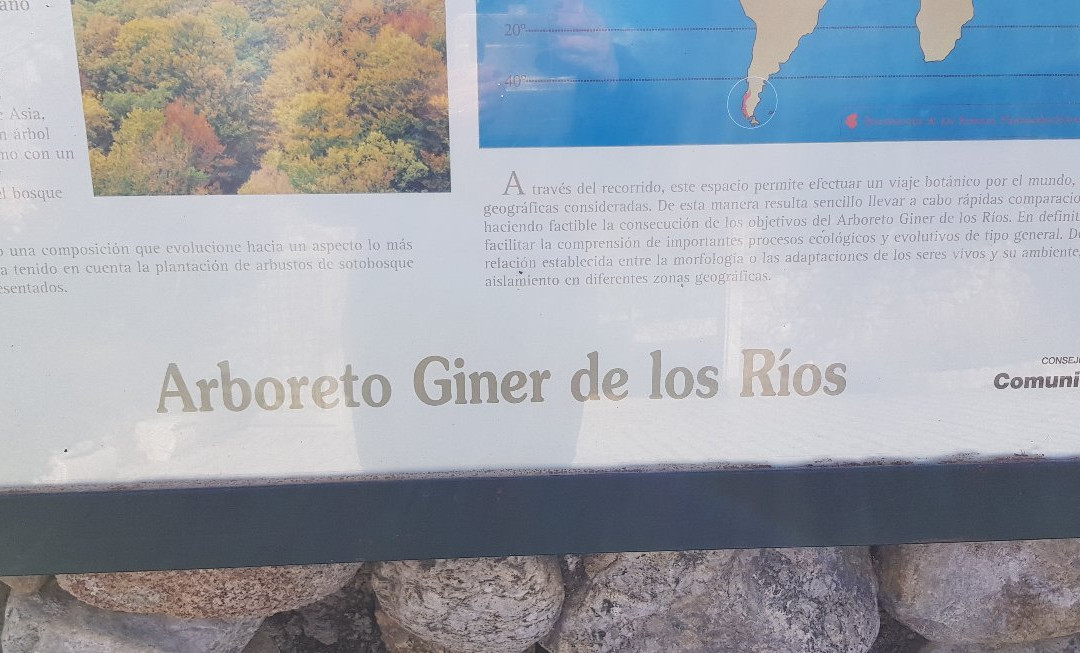 ano
: Asia,
n árbol
mo con un
el bosque
o una composición que evolucione hacia un aspecto lo más
a tenido en cuenta la plantación de arbustos de sotobosque
esentados.
20°
40°
A través del recorrido, este espacio permite efectuar un viaje botánico por el mundo,
geográficas consideradas. De esta manera resulta sencillo llevar a cabo rápidas comparacio
haciendo factible la consecución de los objetivos del Arboreto Giner de los Ríos. En definit
facilitar la comprensión de importantes procesos ecológicos y evolutivos de tipo general. D
relación establecida entre la morfología o las adaptaciones de los seres vivos y su ambiente,
aislamiento en diferentes zonas geográficas.
Arboreto Giner de los Ríos
CONSEJ
Comuni